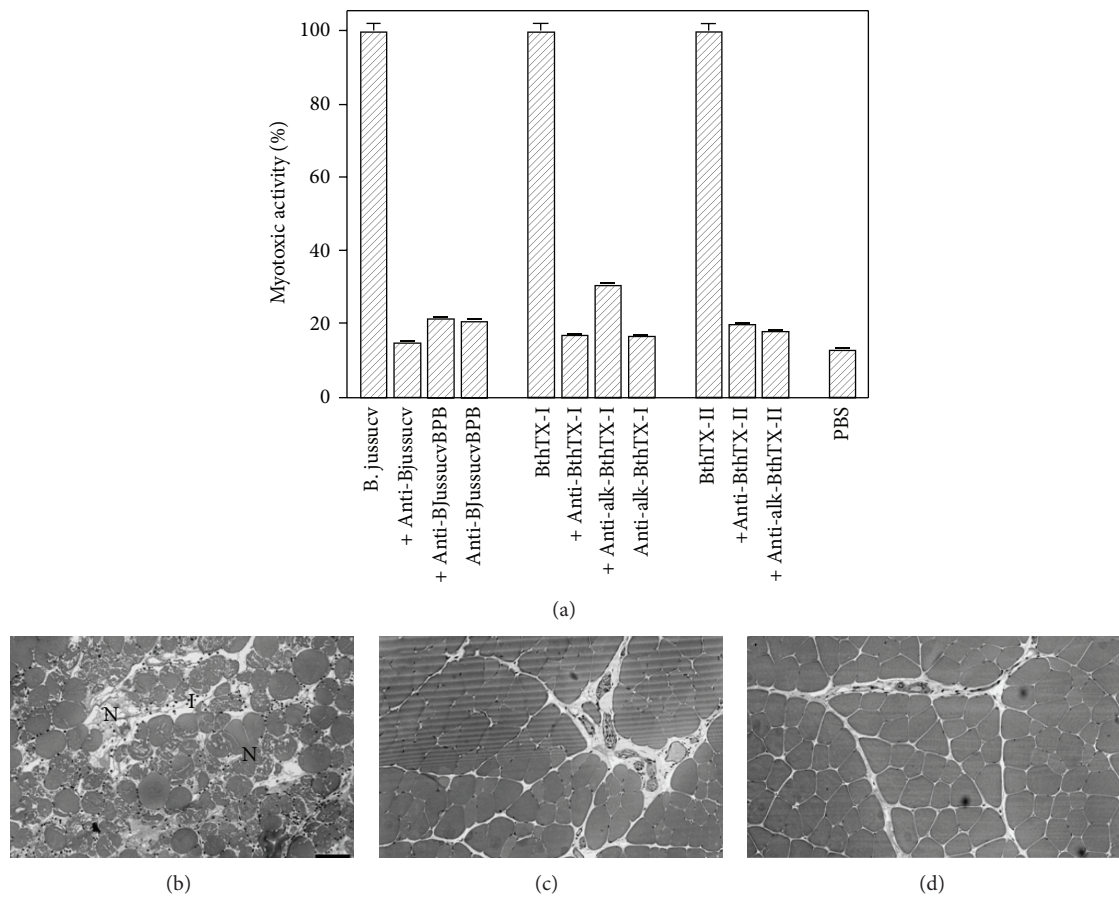 Myotoxic activity (%)
100
80
60
40
20
0
B. jussucv
+ Anti-Bjussucv
+ Anti-BJussucvBPB
Anti-BJussucvBPB
BthTX-I
+ Anti-BthTX-I
+ Anti-alk-BthTX-I
Anti-alk-BthTX-I
BthTX-II
+Anti-BthTX-II
+ Anti-alk-BthTX-II
PBS
(a)
N
I
N
(b)
(c)
(d)